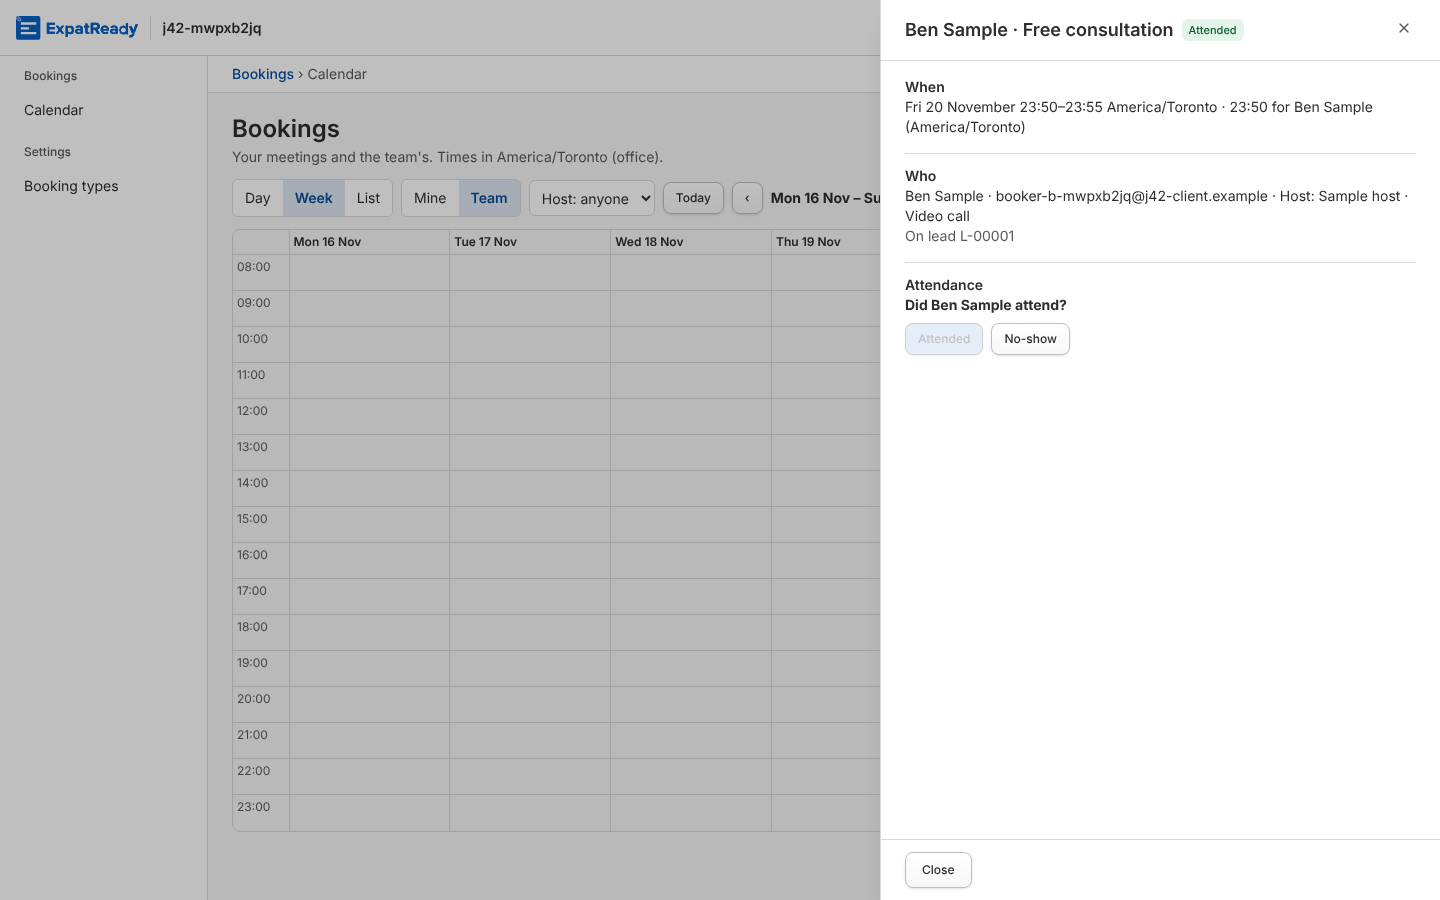 ExpatReady
j42-mwpxb2jq
Bookings
Calendar
Settings
Booking types
Bookings › Calendar
Bookings
Your meetings and the team's. Times in America/Toronto (office).
Day Week List Mine Team Host: anyone Today ‹ Mon 16 Nov – Su
Mon 16 Nov Tue 17 Nov Wed 18 Nov Thu 19 Nov
08:00
09:00
10:00
11:00
12:00
13:00
14:00
15:00
16:00
17:00
18:00
19:00
20:00
21:00
22:00
23:00
Ben Sample · Free consultation Attended ×
When
Fri 20 November 23:50–23:55 America/Toronto · 23:50 for Ben Sample
(America/Toronto)
Who
Ben Sample · booker-b-mwpxb2jq@j42-client.example · Host: Sample host ·
Video call
On lead L-00001
Attendance
Did Ben Sample attend?
Attended No-show
Close